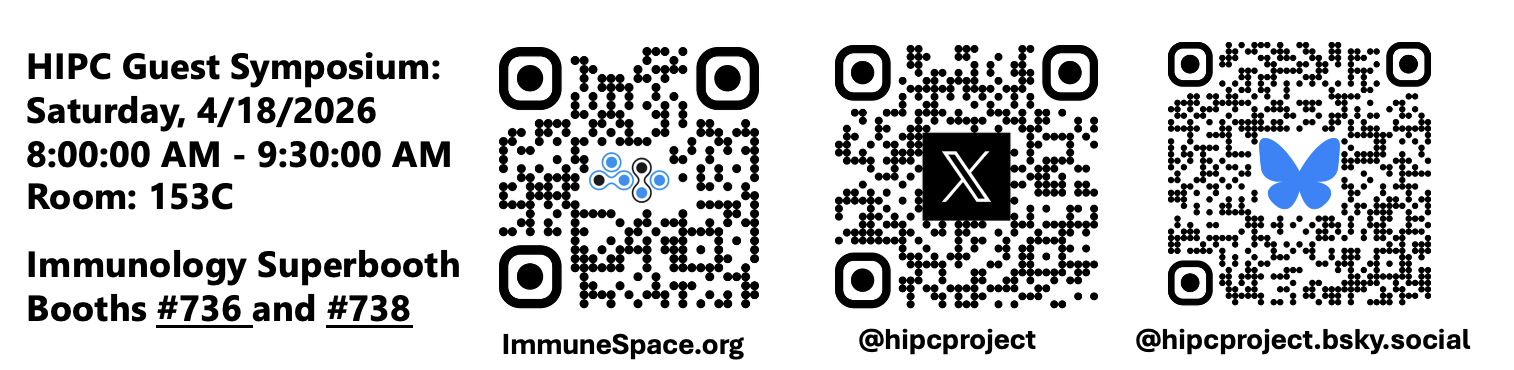 HIPC Guest Symposium:
Saturday, 4/18/2026
8:00:00 AM - 9:30:00 AM
Room: 153C
Immunology Superbooth
Booths #736 and #738
ImmuneSpace.org
@hipcproject
@hipcproject.bsky.social